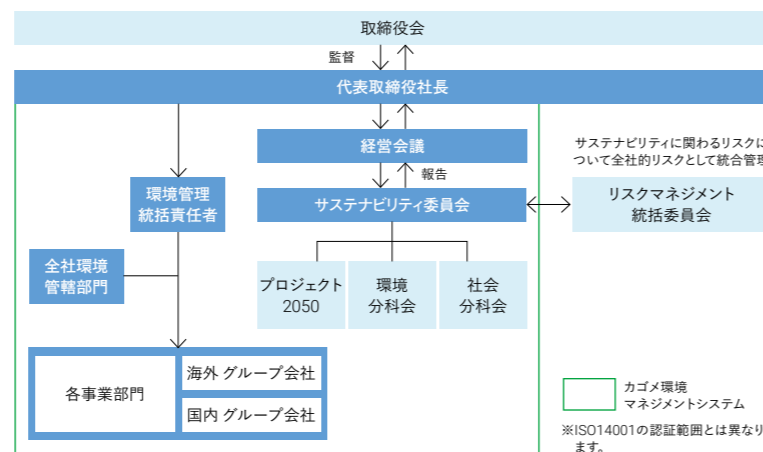 取締役会
監督
代表取締役社長
経営会議
サステナビリティに関わるリスクに
ついて全社的リスクとして統合管理
報告
環境管理
統括責任者
サステナビリティ委員会
リスクマネジメント
統括委員会
全社環境
管轄部門
プロジェクト
2050
環境
分科会
社会
分科会
各事業部門
海外 グループ会社
国内 グループ会社
カゴメ環境
マネジメントシステム
※ISO14001の認証範囲とは異なり
ます。